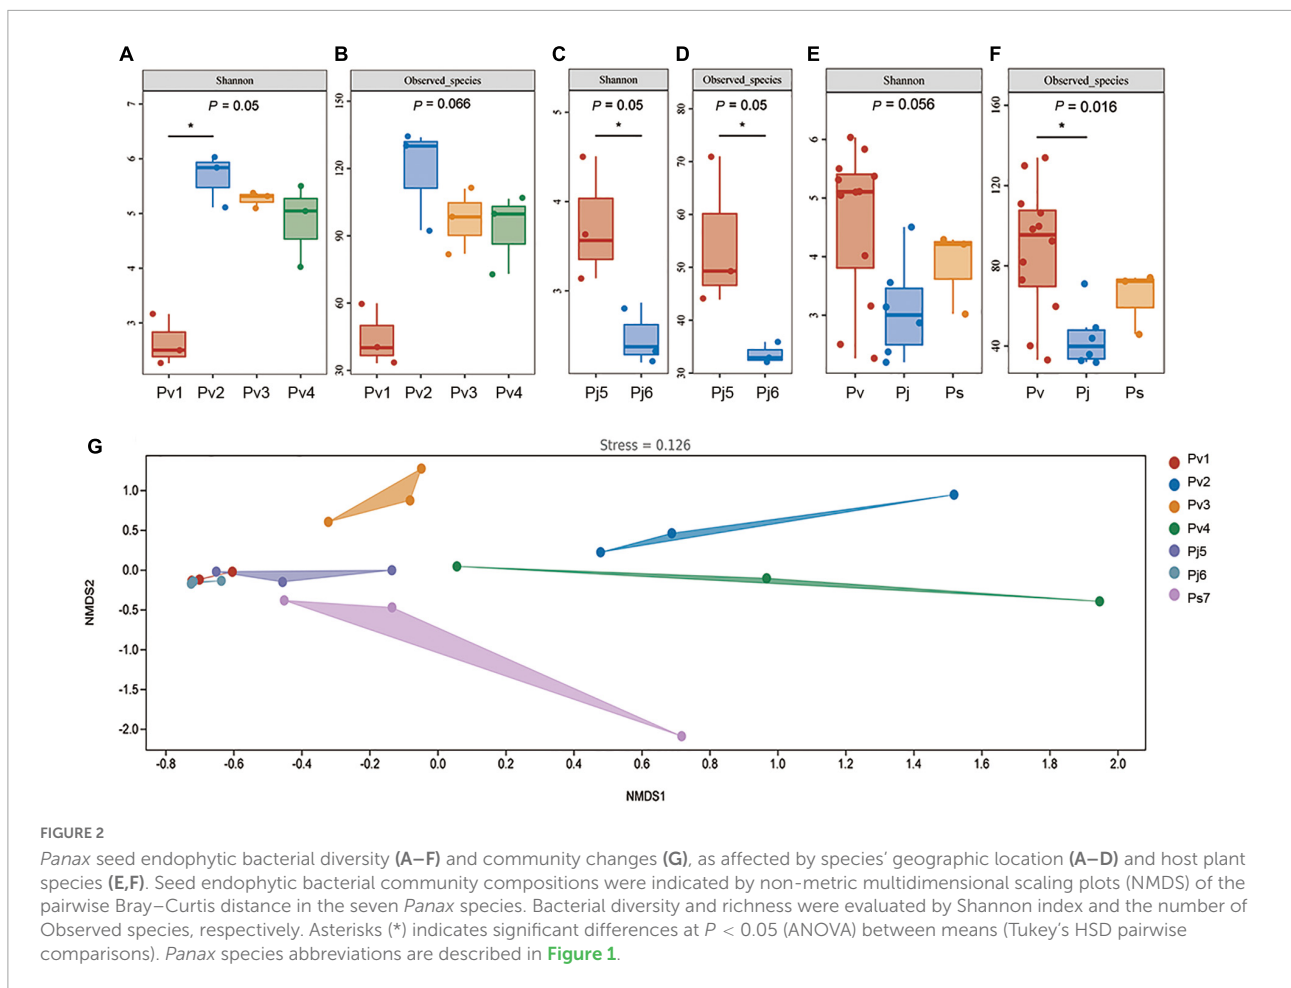 A B C D E F
Shannon Observed_species Shannon Observed_species Shannon Observed_species
P = 0.05 P = 0.066 P = 0.05 P = 0.05 P = 0.056 P = 0.016
* * * *
7
6
5
4
3
150
120
90
60
30
5
4
3
80
70
60
50
40
30
6
5
4
3
160
120
80
40
Pv1 Pv2 Pv3 Pv4 Pv1 Pv2 Pv3 Pv4 Pj5 Pj6 Pj5 Pj6 Pv Pj Ps Pv Pj Ps
G
Stress = 0.126
NMDS2
1.0
0.5
0.0
-0.5
-1.0
-1.5
-2.0
-0.8 -0.6 -0.4 -0.2 0.0 0.2 0.4 0.6 0.8 1.0 1.2 1.4 1.6 1.8 2.0
NMDS1
Pv1
Pv2
Pv3
Pv4
Pj5
Pj6
Ps7
FIGURE 2
Panax seed endophytic bacterial diversity (A–F) and community changes (G), as affected by species’ geographic location (A–D) and host plant
species (E,F). Seed endophytic bacterial community compositions were indicated by non-metric multidimensional scaling plots (NMDS) of the
pairwise Bray–Curtis distance in the seven Panax species. Bacterial diversity and richness were evaluated by Shannon index and the number of
Observed species, respectively. Asterisks (*) indicates significant differences at P < 0.05 (ANOVA) between means (Tukey’s HSD pairwise
comparisons). Panax species abbreviations are described in Figure 1.